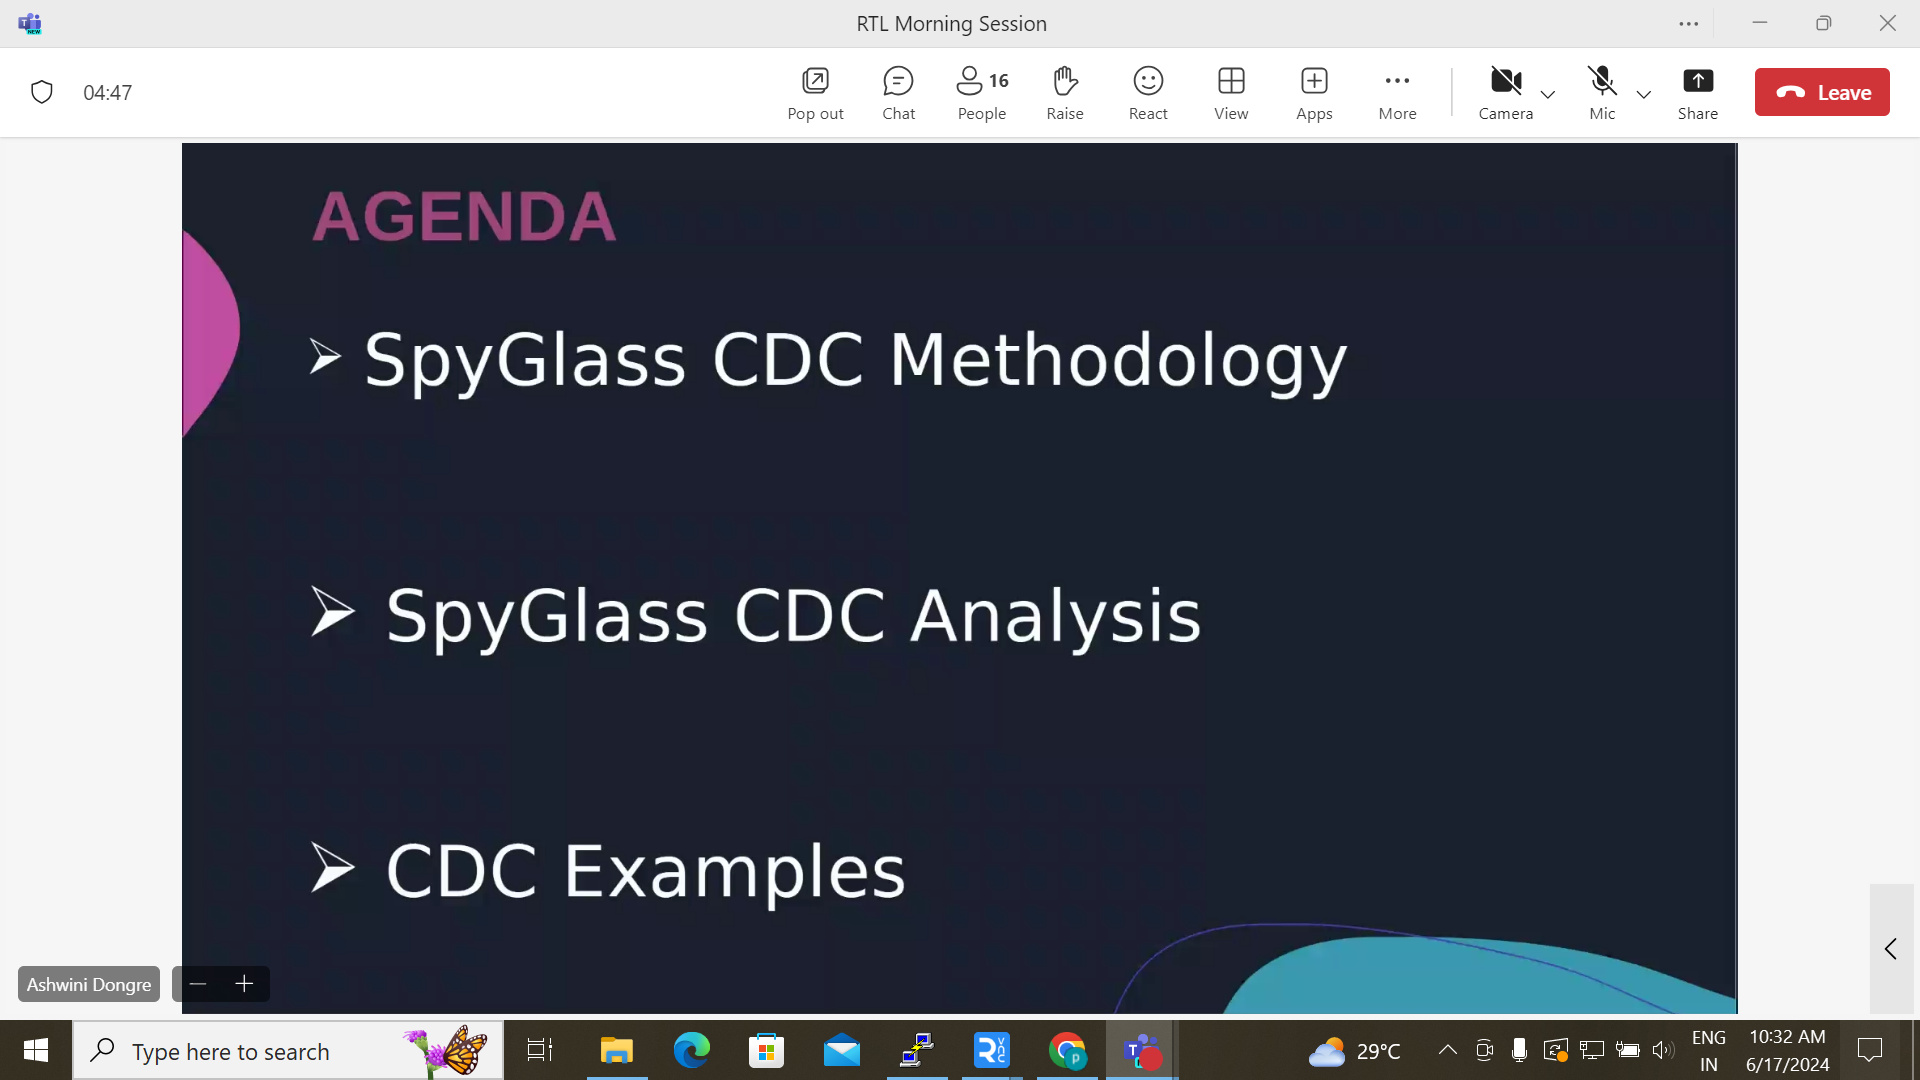 RTL Morning Session
04:47
Pop out
Chat
16
People
Raise
React
View
Apps
More
Camera
Mic
Share
Leave
AGENDA
➢ SpyGlass CDC Methodology
➢ SpyGlass CDC Analysis
➢ CDC Examples
Ashwini Dongre
Type here to search
29°C
ENG
IN
10:32 AM
6/17/2024